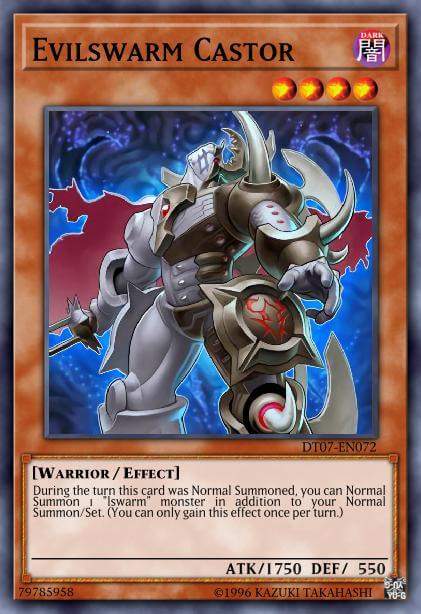 EVILSWARM CASTOR
DARK
闇
DT07-EN072
[WARRIOR / EFFECT]
During the turn this card was Normal Summoned, you can Normal
Summon 1 "lswarm" monster in addition to your Normal
Summon/Set. (You can only gain this effect once per turn.)
ATK/1750 DEF/ 550
79785958
©1996 KAZUKI TAKAHASHI